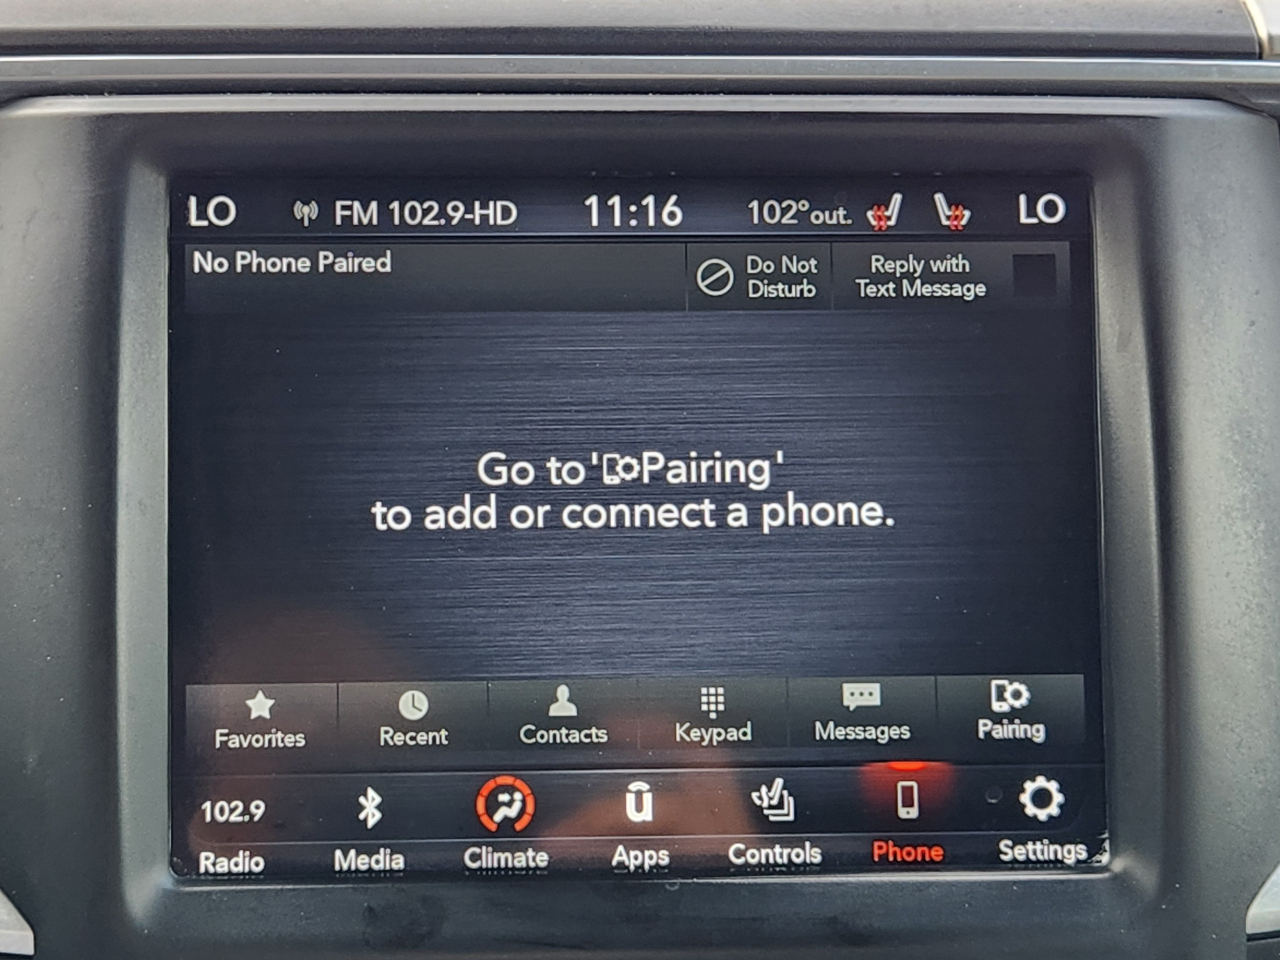 LO FM 102.9-HD 11:16 102° out. LO
No Phone Paired
Do Not
Disturb
Reply with
Text Message
Go to 'Pairing'
to add or connect a phone.
Favorites Recent Contacts Keypad Messages Pairing
102.9
Radio Media Climate Apps Controls Phone Settings